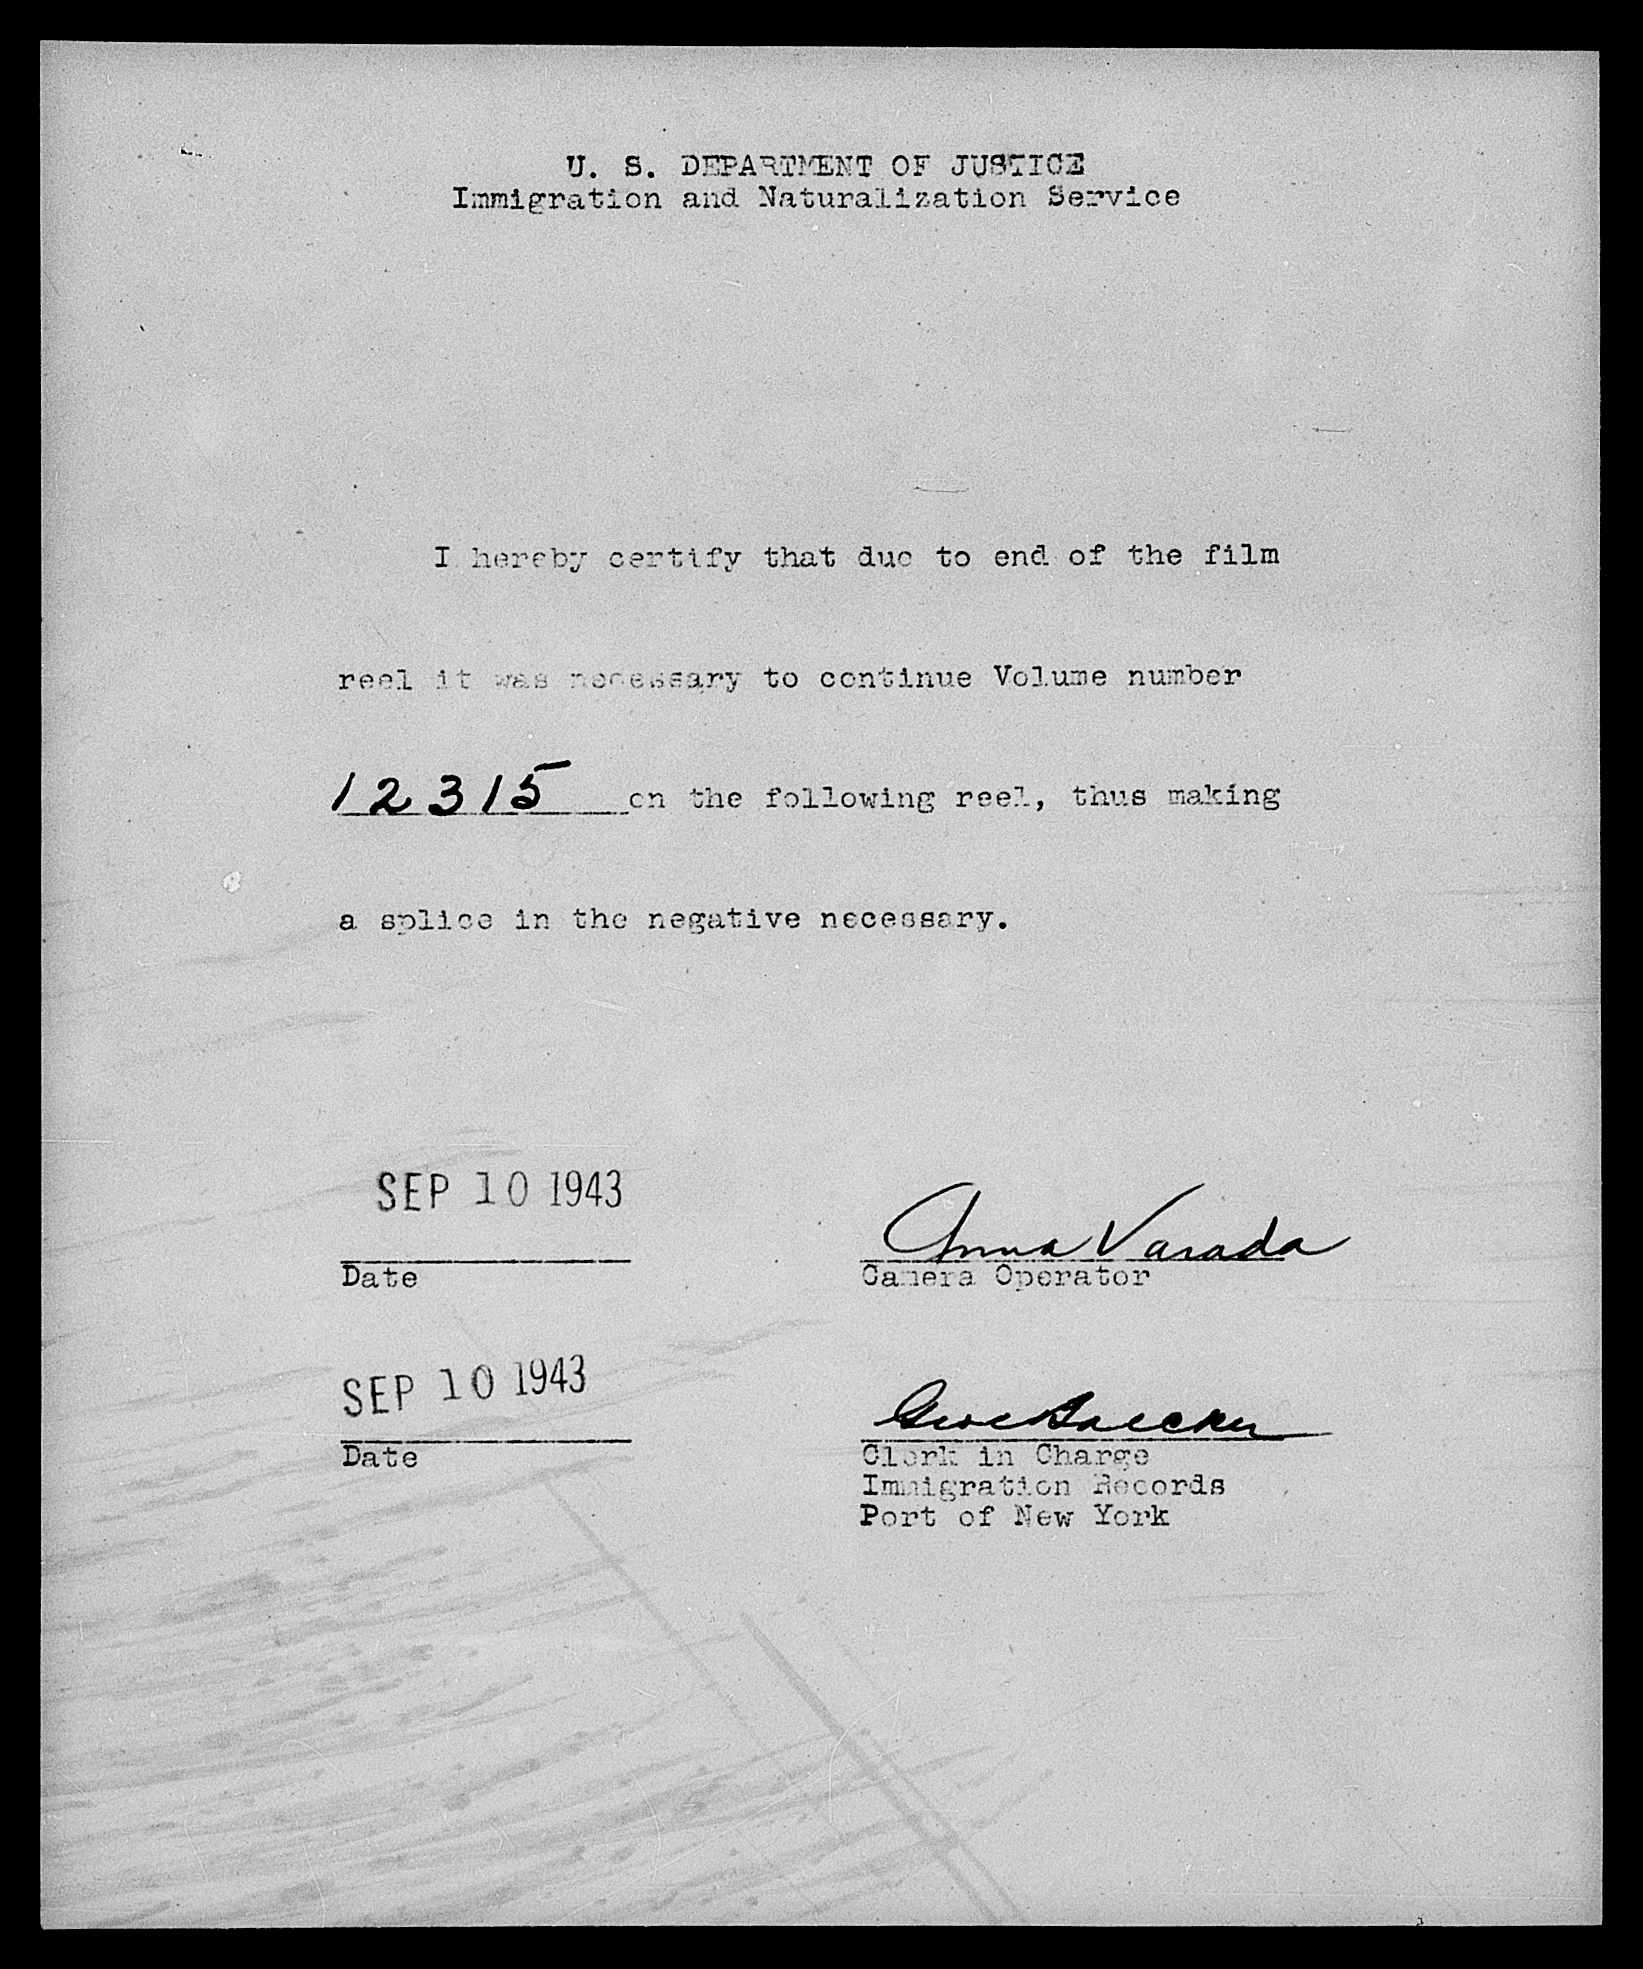 U. S. DEPARTMENT OF JUSTICE
Immigration and Naturalization Service
I hereby certify that due to end of the film
reel it was necessary to continue Volume number
12315 on the following reel, thus making
a splice in the negative necessary.
SEP 10 1943
Anna Varada
Date
Camera Operator
SEP 10 1943
Date
Clerk in Charge
Immigration Records
Port of New York